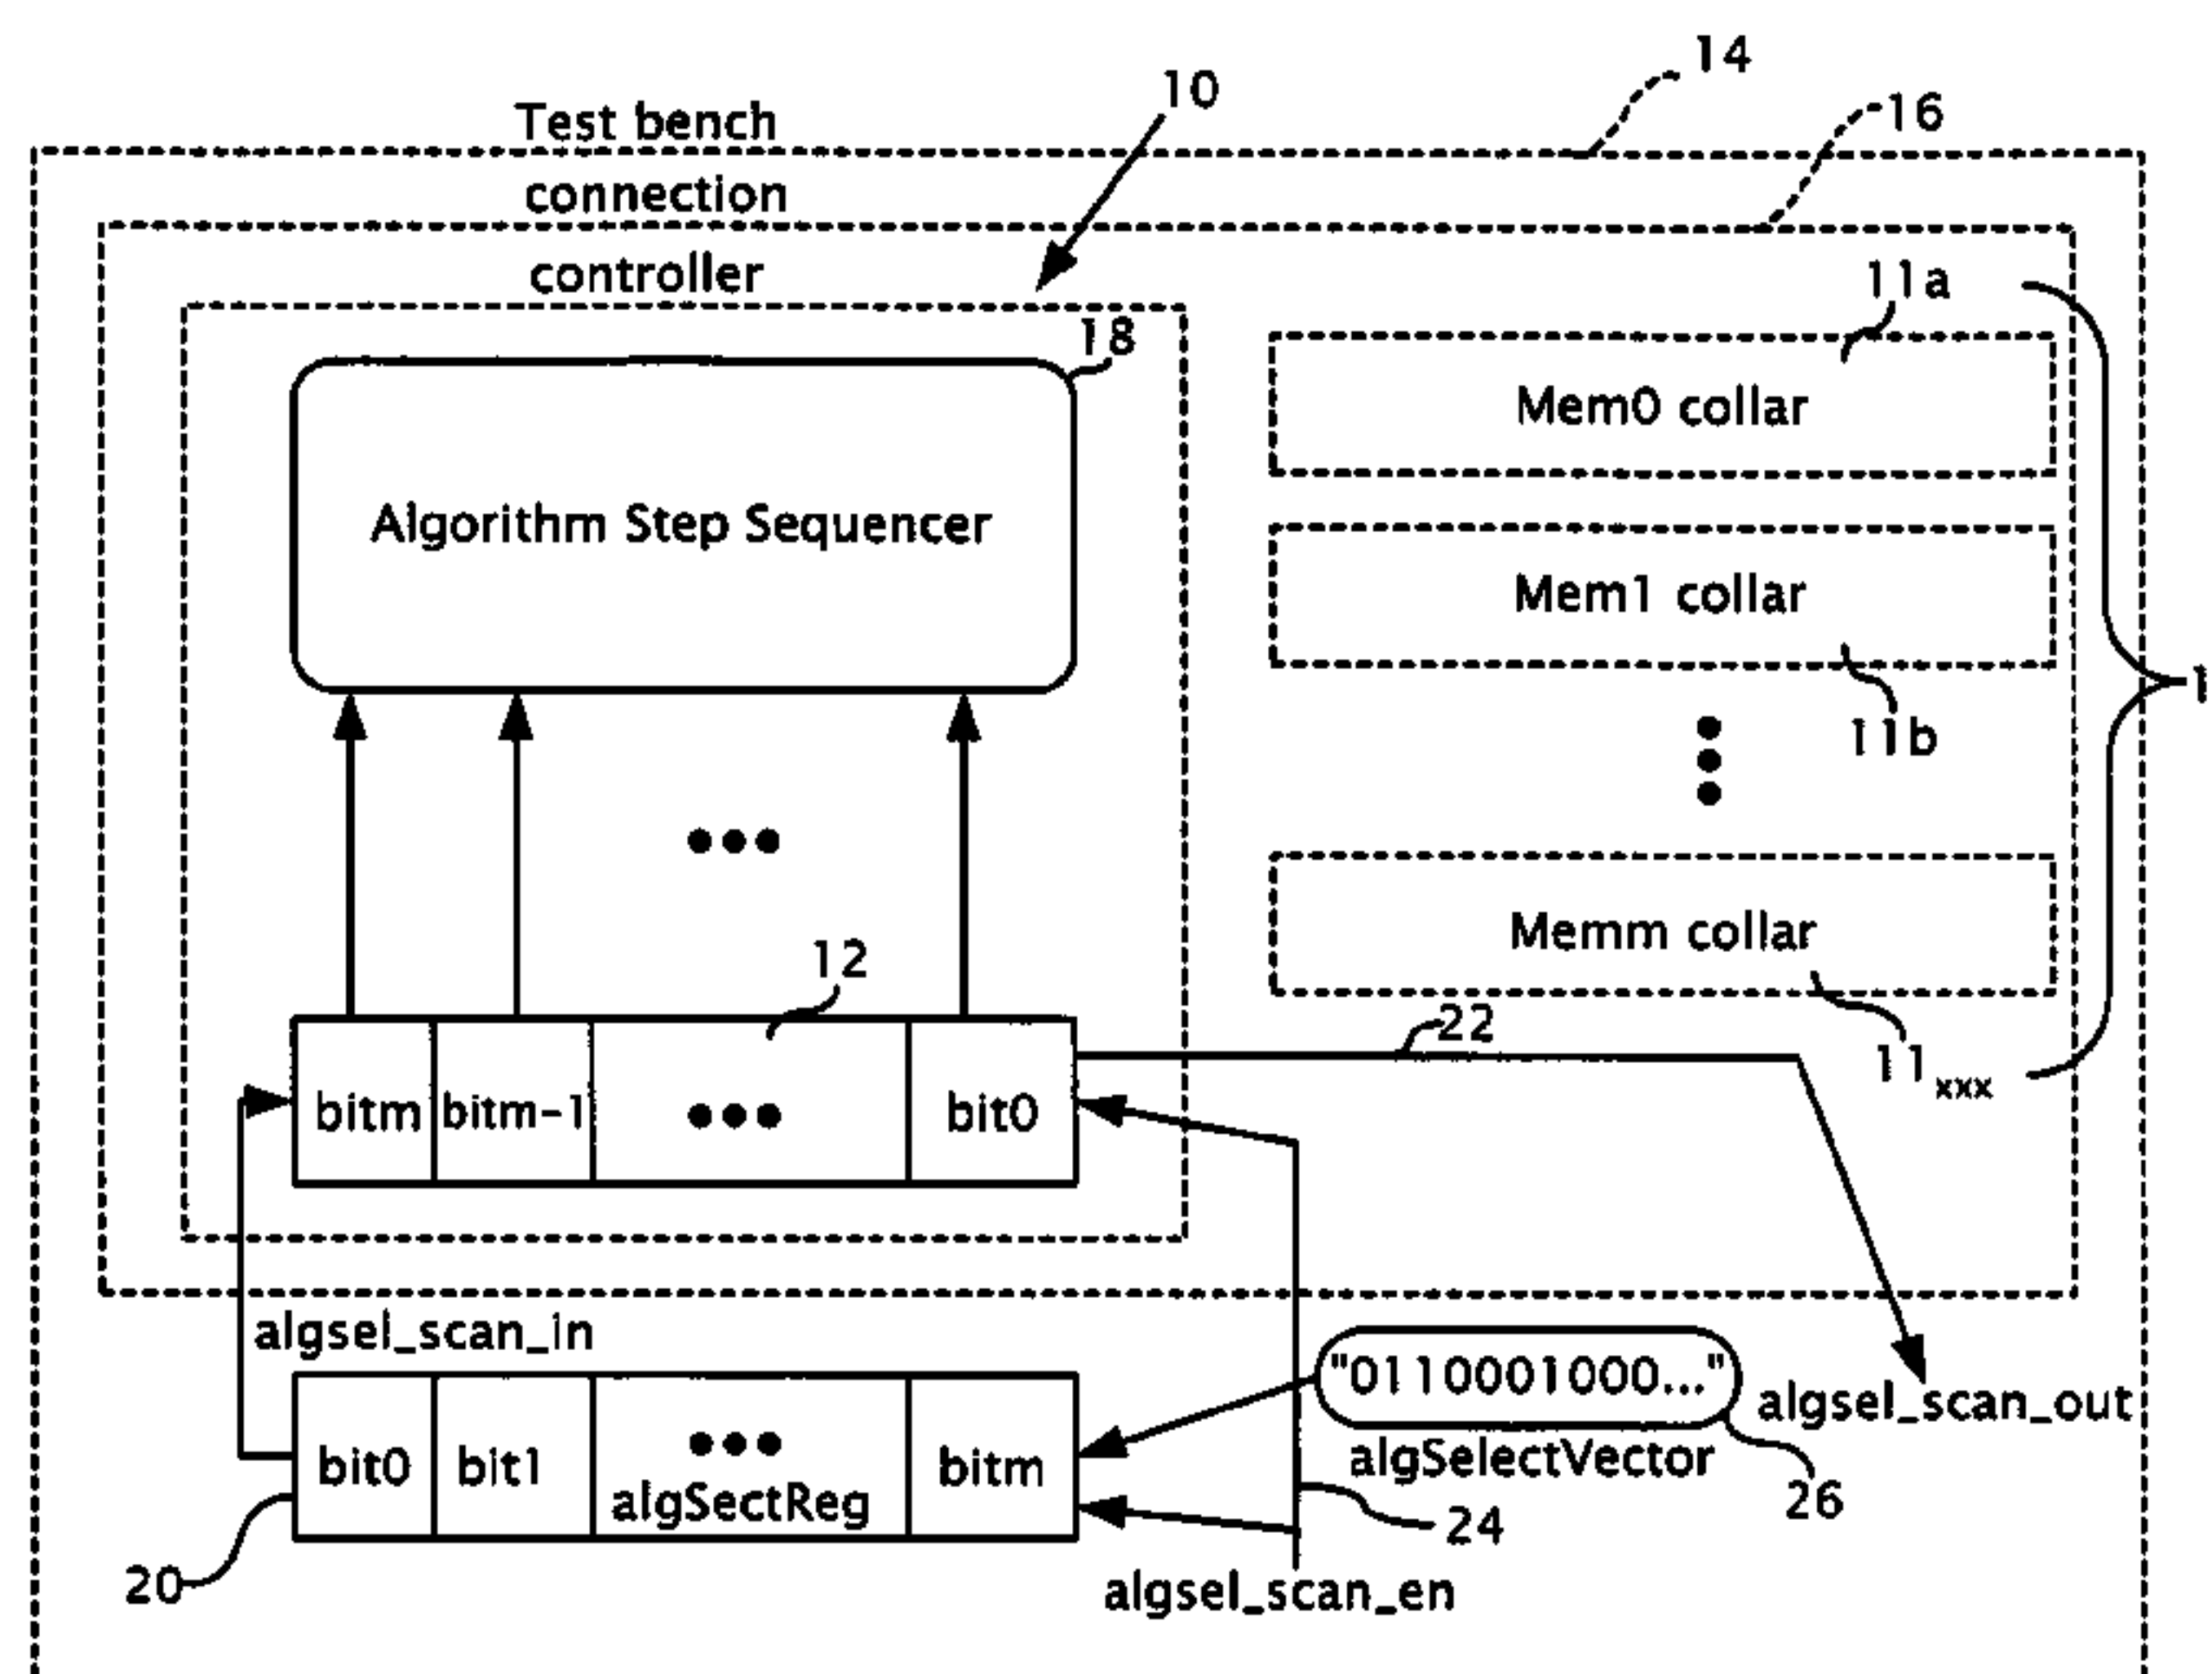 14
10
16
Test bench
connection
controller
11a
18
Mem0 collar
Algorithm Step Sequencer
Mem1 collar
11b
Memm collar
12
22
11xxx
bitm bitm-1 ••• bit0
algsel_scan_in
"0110001000..."
algsel_scan_out
algSelectVector
bit0 bit1 ••• bitm
algSectReg
26
24
20
algsel_scan_en